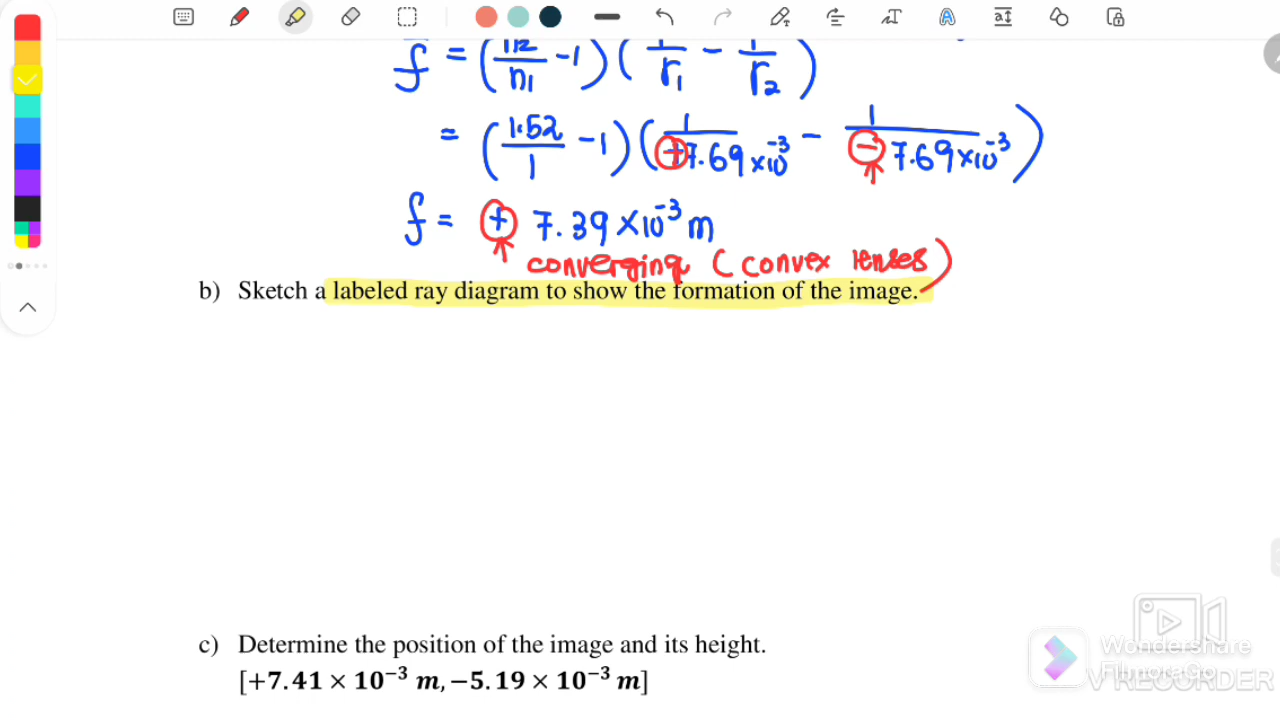 f = (n2/n1 - 1) (1/r1 - 1/r2)
= (1.52/1 - 1) (1/+7.69 × 10⁻³ - 1/-7.69 × 10⁻³)
f = + 7.39 × 10⁻³ m
converging (convex lenses)
b) Sketch a labeled ray diagram to show the formation of the image.
c) Determine the position of the image and its height.
[+7.41 × 10⁻³ m, −5.19 × 10⁻³ m]
Wondershare
FilmoraGo
V RECORDER